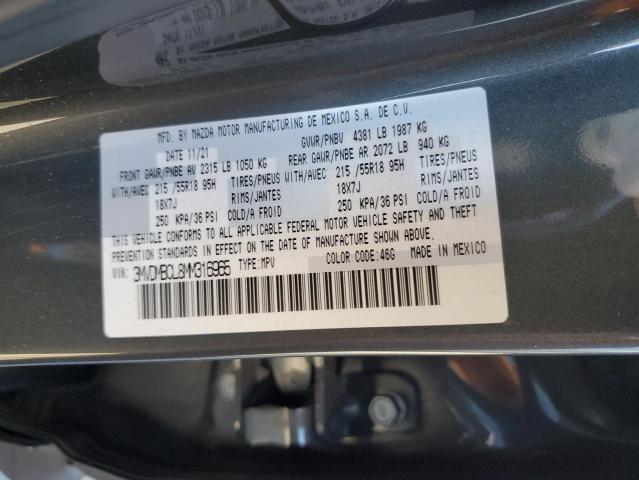 MFD. BY MAZDA MOTOR MANUFACTURING DE MEXICO S.A. DE C.V.
DATE 11/21 GVWR/PNBV 4381 LB 1987 KG
FRONT GAWR/PNBE AV 2315 LB 1050 KG REAR GAWR/PNBE AR 2072 LB 940 KG
WITH/AVEC 215 /55R18 95H TIRES/PNEUS WITH/AVEC 215 /55R18 95H TIRES/PNEUS
18X7J RIMS/JANTES 18X7J RIMS/JANTES
250 KPA/36 PSI COLD/A FROID 250 KPA/36 PSI COLD/A FROID
THIS VEHICLE CONFORMS TO ALL APPLICABLE FEDERAL MOTOR VEHICLE SAFETY AND THEFT
PREVENTION STANDARDS IN EFFECT ON THE DATE OF MANUFACTURE SHOWN ABOVE.
VIN: 3MVDMBCL8MM316965 TYPE: MPV COLOR CODE: 46G MADE IN MEXICO